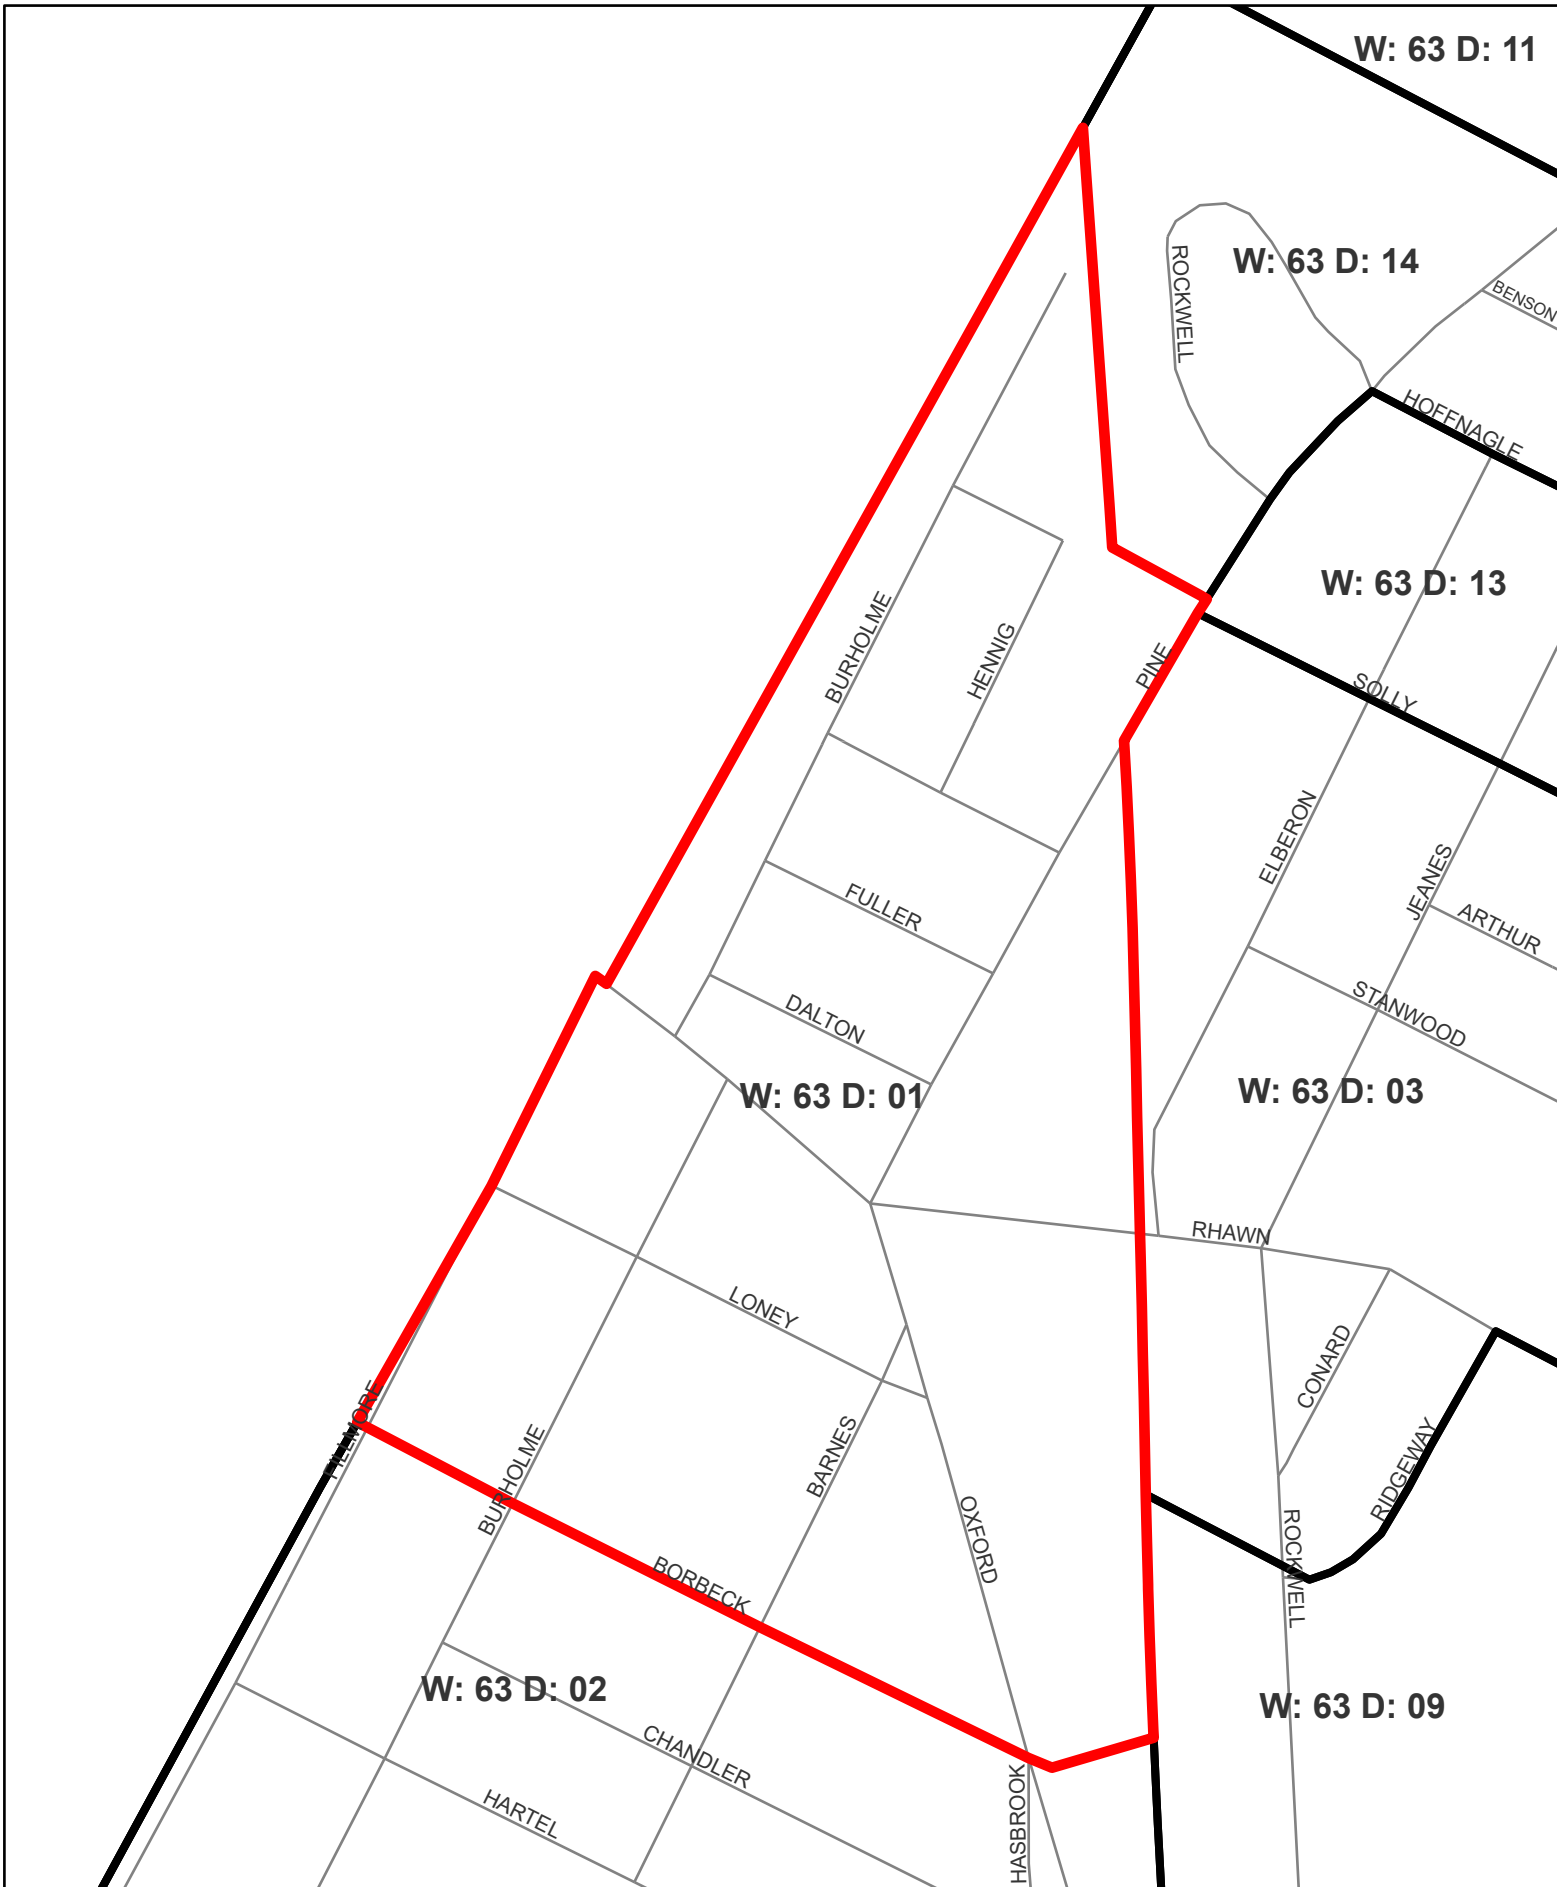 W: 63 D: 11
ROCKWELL
W: 63 D: 14
BENSON
HOFFNAGLE
W: 63 D: 13
BURHOLME
HENNIG
PINE
SOLLY
ELBERON
JEANES
FULLER
ARTHUR
DALTON
STANWOOD
W: 63 D: 01
W: 63 D: 03
RHAWN
LONEY
CONARD
FILLMORE
BURHOLME
BARNES
RIDGEWAY
OXFORD
ROCKWELL
BORBECK
W: 63 D: 02
W: 63 D: 09
CHANDLER
HARTEL
HASBROOK